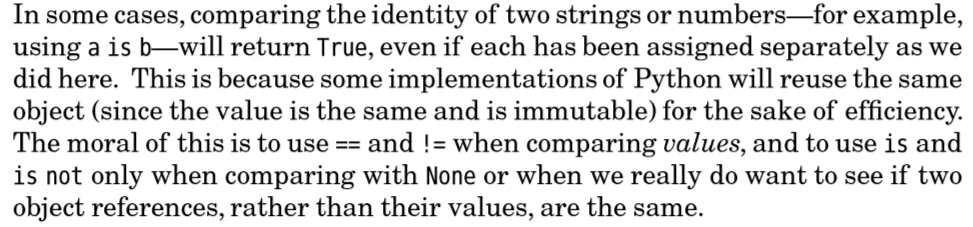 In some cases, comparing the identity of two strings or numbers—for example,
using a is b—will return True, even if each has been assigned separately as we
did here. This is because some implementations of Python will reuse the same
object (since the value is the same and is immutable) for the sake of efficiency.
The moral of this is to use == and != when comparing values, and to use is and
is not only when comparing with None or when we really do want to see if two
object references, rather than their values, are the same.